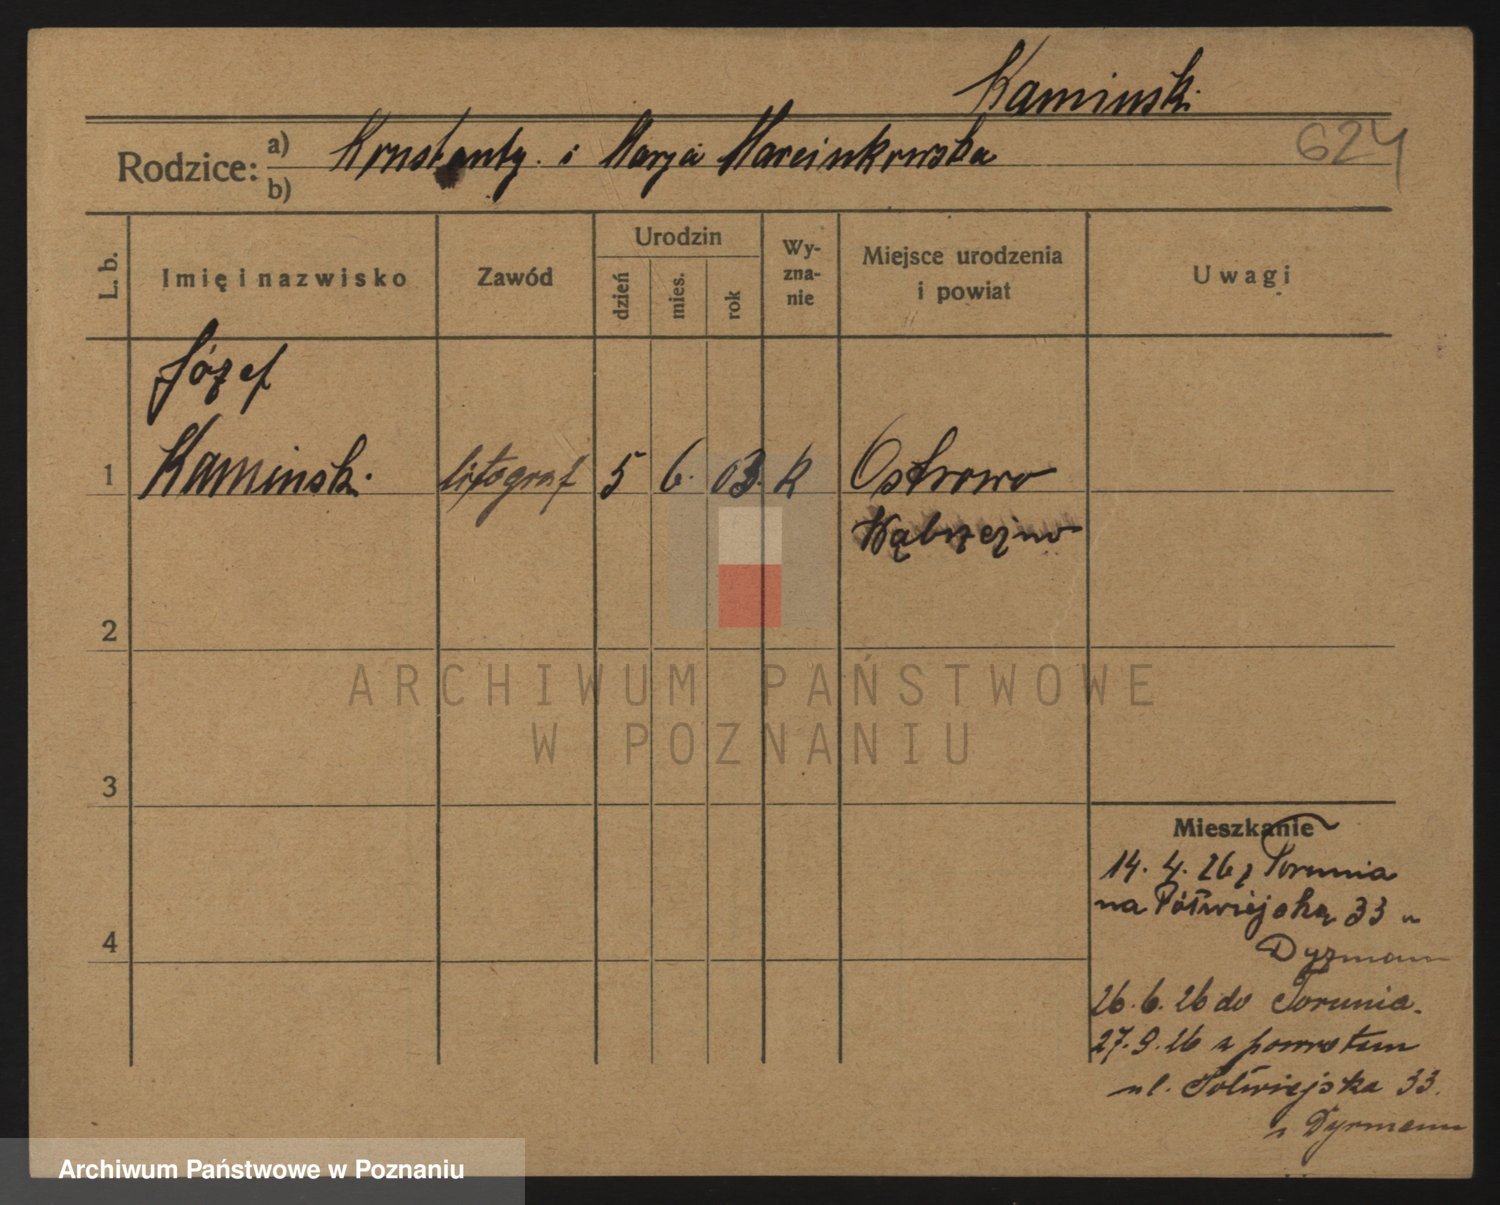 Kaminski
624
Rodzice: a) Konstanty i Marja Marcinkowska
b)
L. b.
Imię i nazwisko
Zawód
Urodzin
dzień
mies.
rok
Wy-
zna-
nie
Miejsce urodzenia
i powiat
Uwagi
Józef
1 Kaminski litograf 5 6. 03. k Ostrowo
Wąbrzeźno
2
3
4
Mieszkanie
14. 4. 26 z Torunia
na Półwiejską 33 u
26. 6. 26 do Torunia.
27. 9. 26 z powrotem
ul. Półwiejska 33.
ARCHIWUM PAŃSTWOWE
W POZNANIU
Archiwum Państwowe w Poznaniu